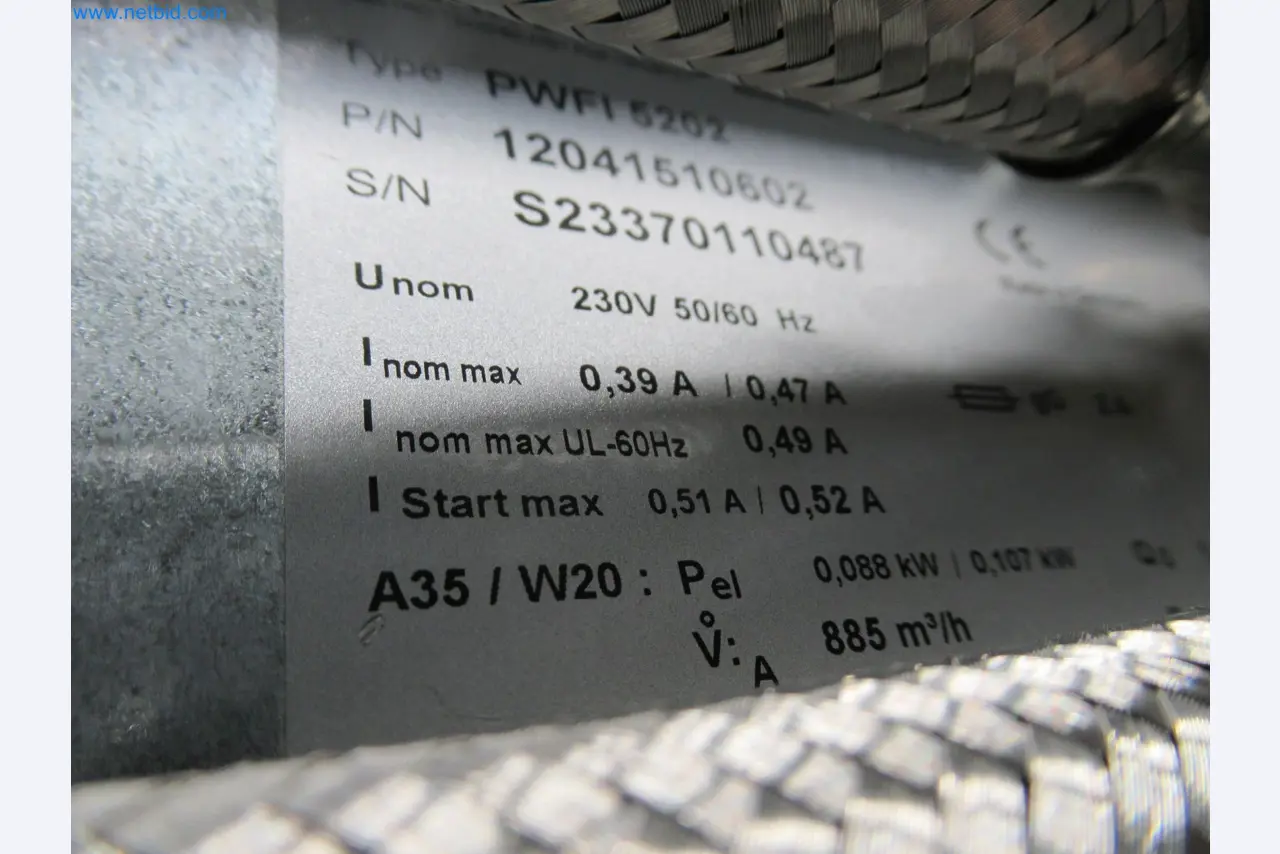 www.netbid.com
Type PWFI 5202
P/N 12041510602
S/N S23370110487
CE
U nom 230V 50/60 Hz
I nom max 0,39 A / 0,47 A
I nom max UL-60Hz 0,49 A
I Start max 0,51 A / 0,52 A
A35 / W20 : Pel 0,088 kW / 0,107 kW
V̊: A 885 m³/h